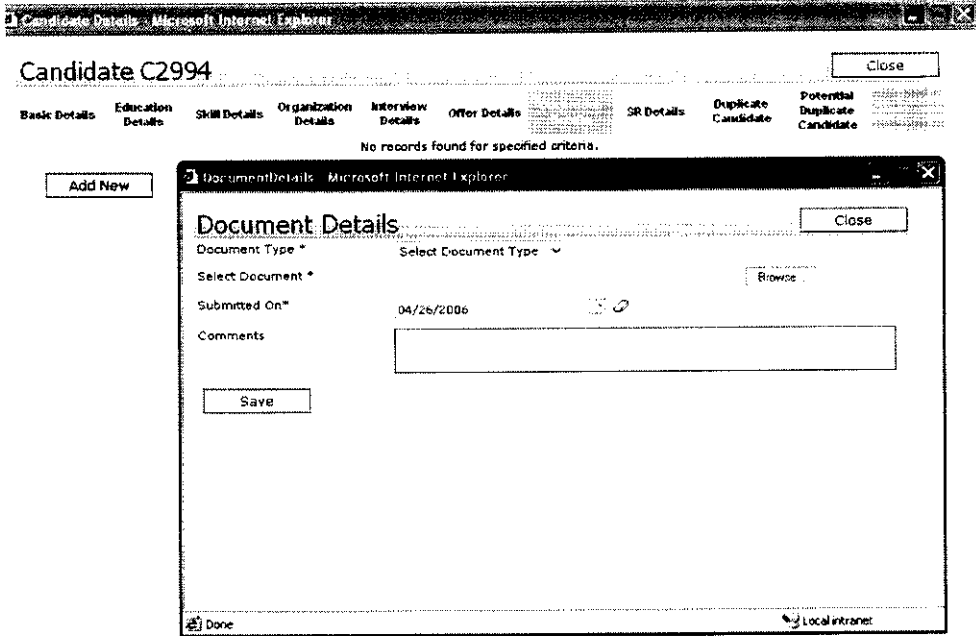 Candidate Details - Microsoft Internet Explorer
Candidate C2994
Close
Basic Details Education Details Skill Details Organization Details Interview Details Offer Details SR Details Duplicate Candidate Potential Duplicate Candidate
No records found for specified criteria.
Add New
DocumentDetails - Microsoft Internet Explorer
Document Details
Close
Document Type * Select Document Type
Select Document * Browse...
Submitted On* 04/26/2006
Comments
Save
Done Local intranet